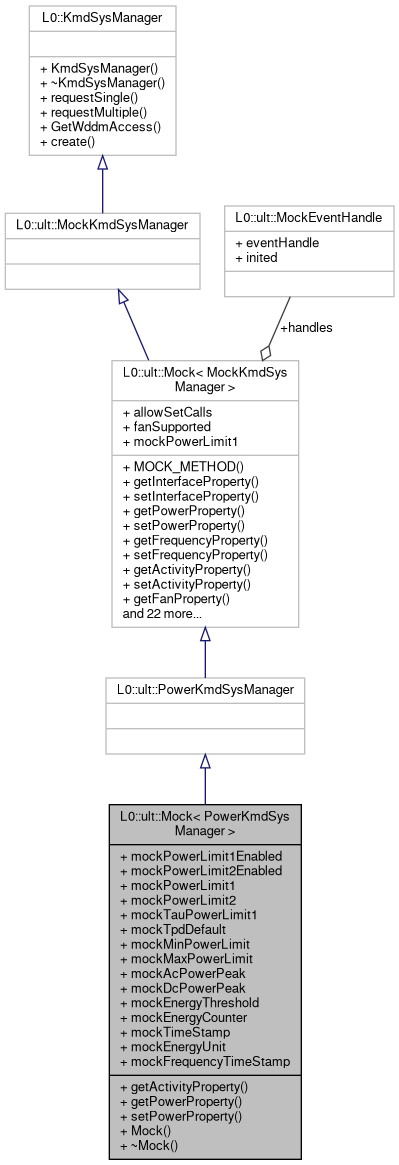 L0::KmdSysManager
+ KmdSysManager()
+ ~KmdSysManager()
+ requestSingle()
+ requestMultiple()
+ GetWddmAccess()
+ create()
L0::ult::MockKmdSysManager
L0::ult::MockEventHandle
+ eventHandle
+ inited
+handles
L0::ult::Mock< MockKmdSys
Manager >
+ allowSetCalls
+ fanSupported
+ mockPowerLimit1
+ MOCK_METHOD()
+ getInterfaceProperty()
+ setInterfaceProperty()
+ getPowerProperty()
+ setPowerProperty()
+ getFrequencyProperty()
+ setFrequencyProperty()
+ getActivityProperty()
+ setActivityProperty()
+ getFanProperty()
and 22 more...
L0::ult::PowerKmdSysManager
L0::ult::Mock< PowerKmdSys
Manager >
+ mockPowerLimit1Enabled
+ mockPowerLimit2Enabled
+ mockPowerLimit1
+ mockPowerLimit2
+ mockTauPowerLimit1
+ mockTpdDefault
+ mockMinPowerLimit
+ mockMaxPowerLimit
+ mockAcPowerPeak
+ mockDcPowerPeak
+ mockEnergyThreshold
+ mockEnergyCounter
+ mockTimeStamp
+ mockEnergyUnit
+ mockFrequencyTimeStamp
+ getActivityProperty()
+ getPowerProperty()
+ setPowerProperty()
+ Mock()
+ ~Mock()